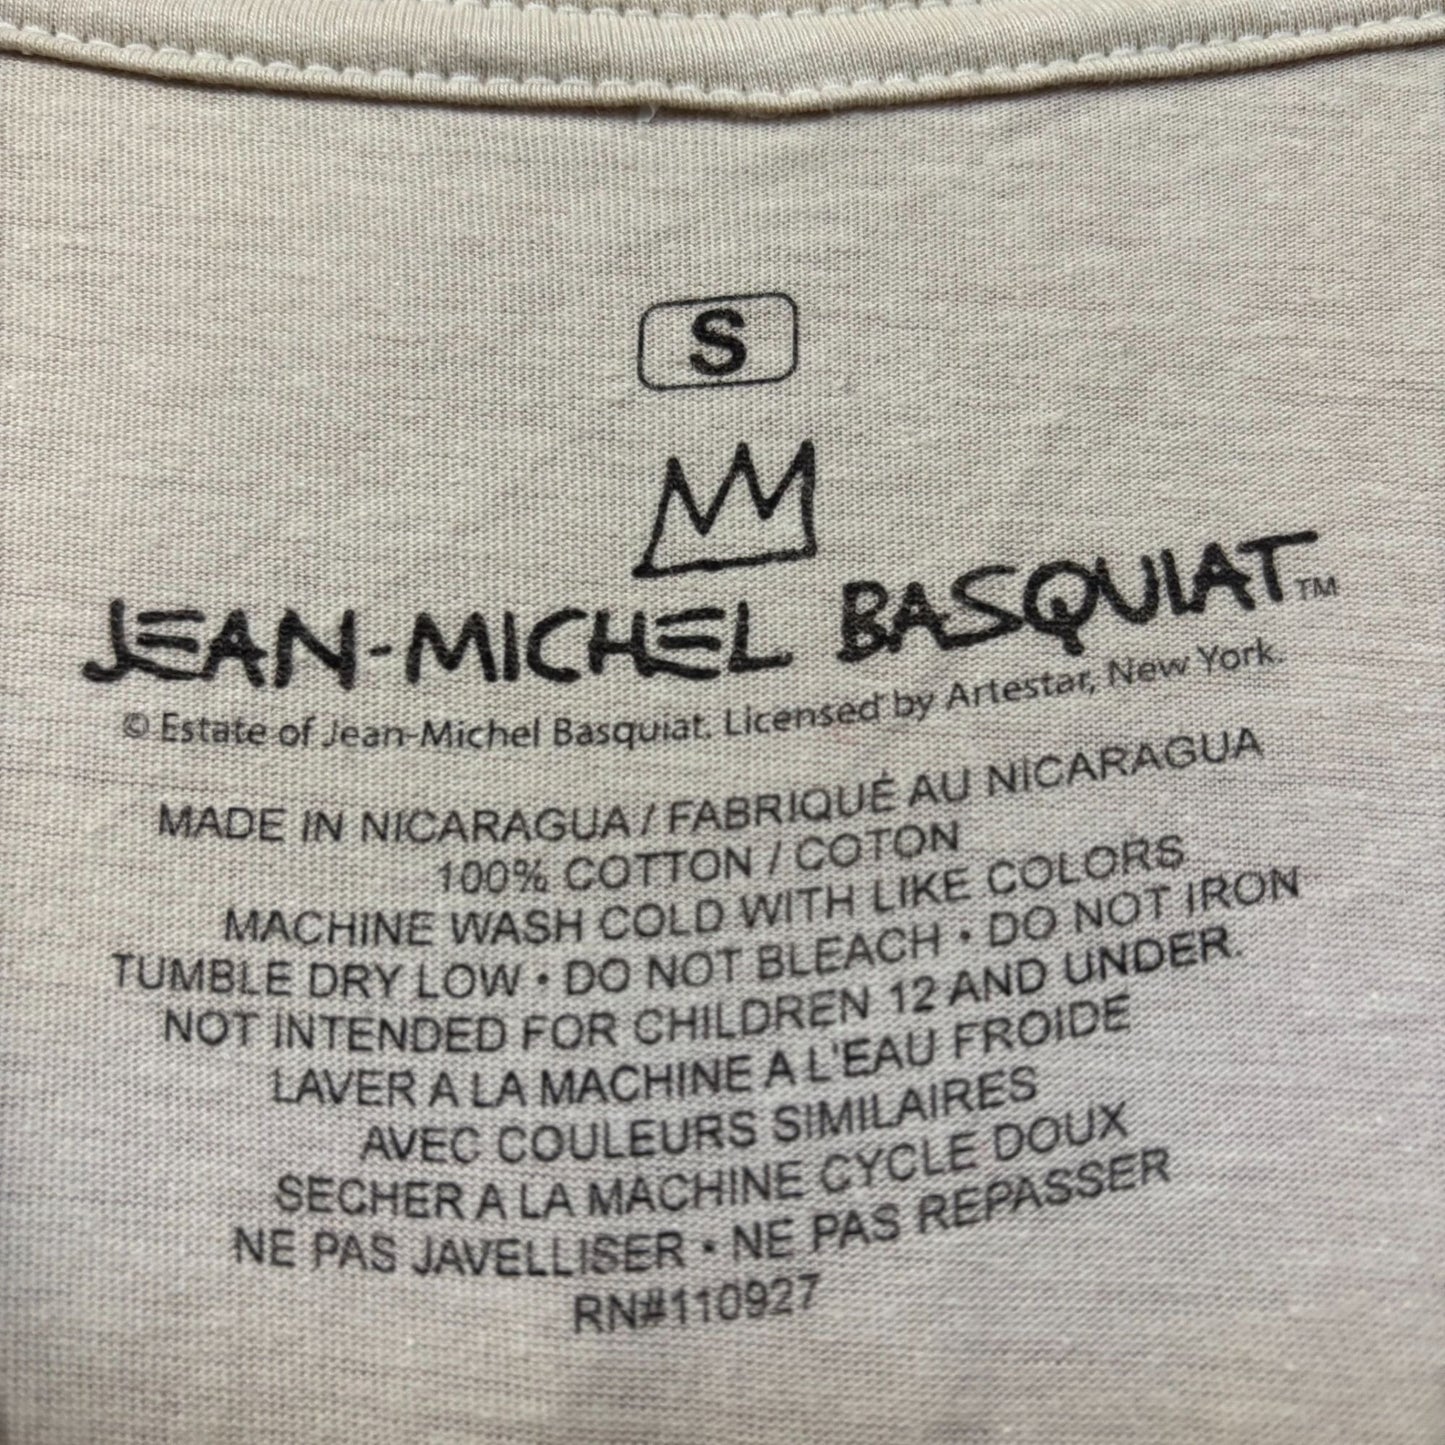 S
JEAN-MICHEL BASQUIAT™
© Estate of Jean-Michel Basquiat. Licensed by Artestar, New York.
MADE IN NICARAGUA / FABRIQUÉ AU NICARAGUA
100% COTTON / COTON
MACHINE WASH COLD WITH LIKE COLORS
TUMBLE DRY LOW • DO NOT BLEACH • DO NOT IRON
NOT INTENDED FOR CHILDREN 12 AND UNDER.
LAVER A LA MACHINE A L'EAU FROIDE
AVEC COULEURS SIMILAIRES
SECHER A LA MACHINE CYCLE DOUX
NE PAS JAVELLISER • NE PAS REPASSER
RN#110927